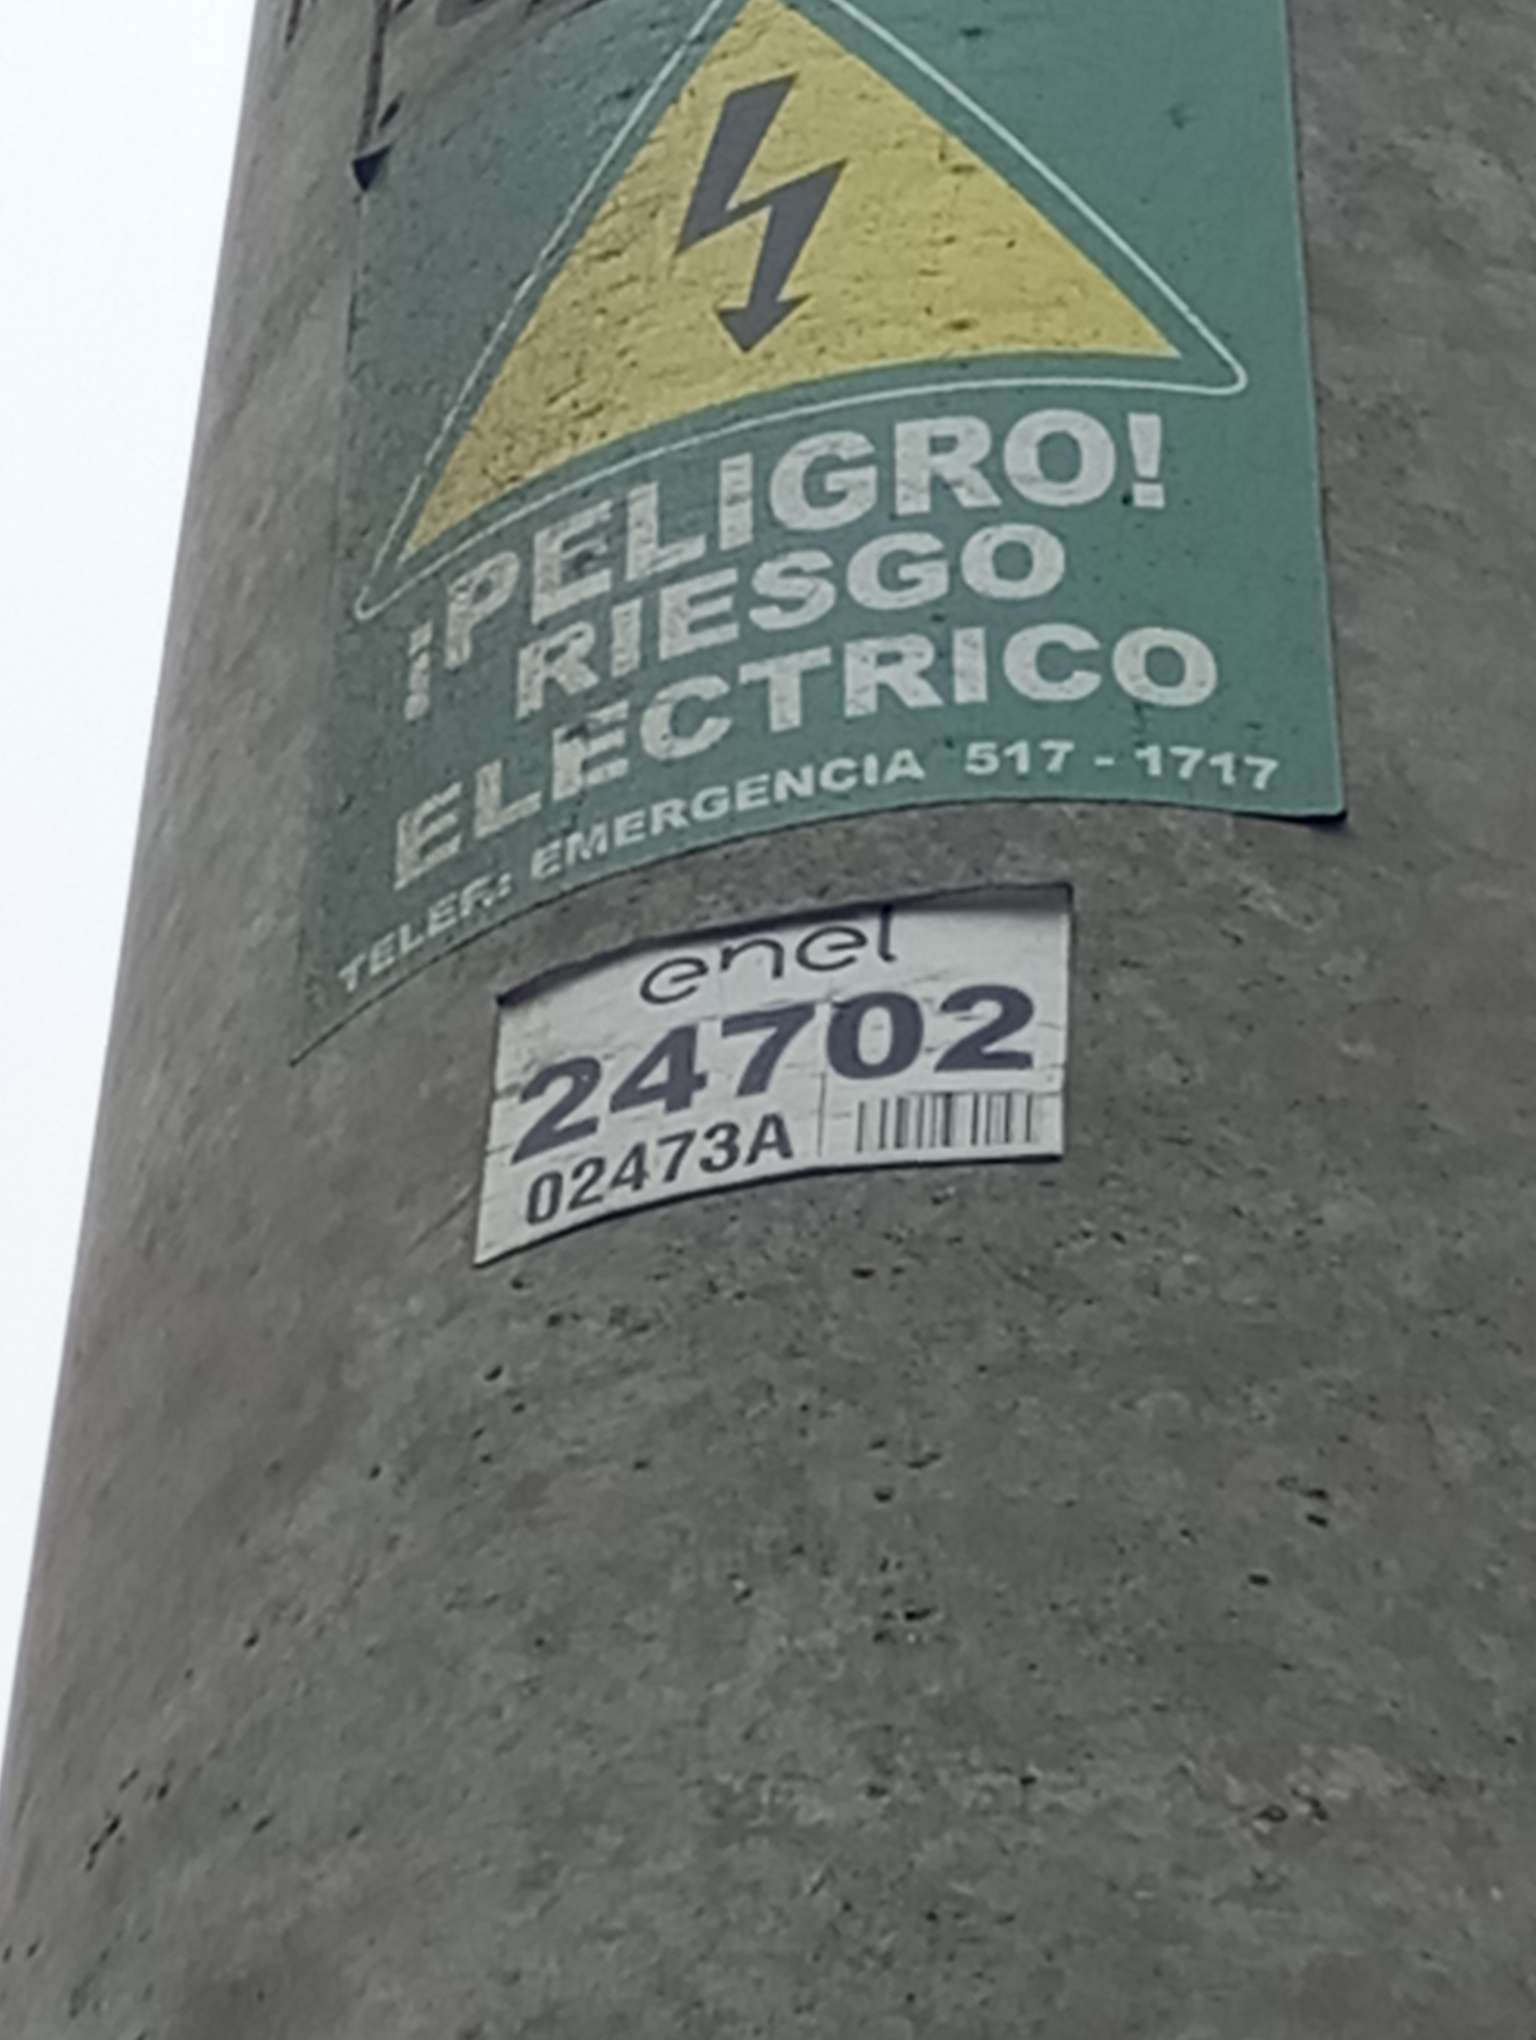 ¡PELIGRO!
RIESGO
ELECTRICO
TELEF.: EMERGENCIA 517 - 1717
enel
24702
02473A